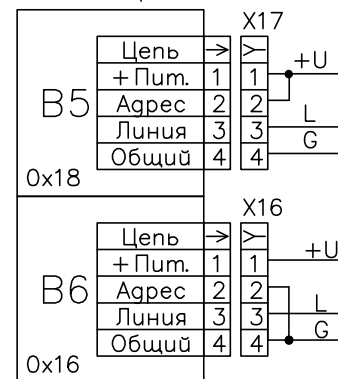 X17
Цепь
+Пит. 1 1 +U
B5 Адрес 2 2
Линия 3 3 L
Общий 4 4 G
0x18
X16
Цепь
+Пит. 1 1 +U
B6 Адрес 2 2
Линия 3 3 L
Общий 4 4 G
0x16